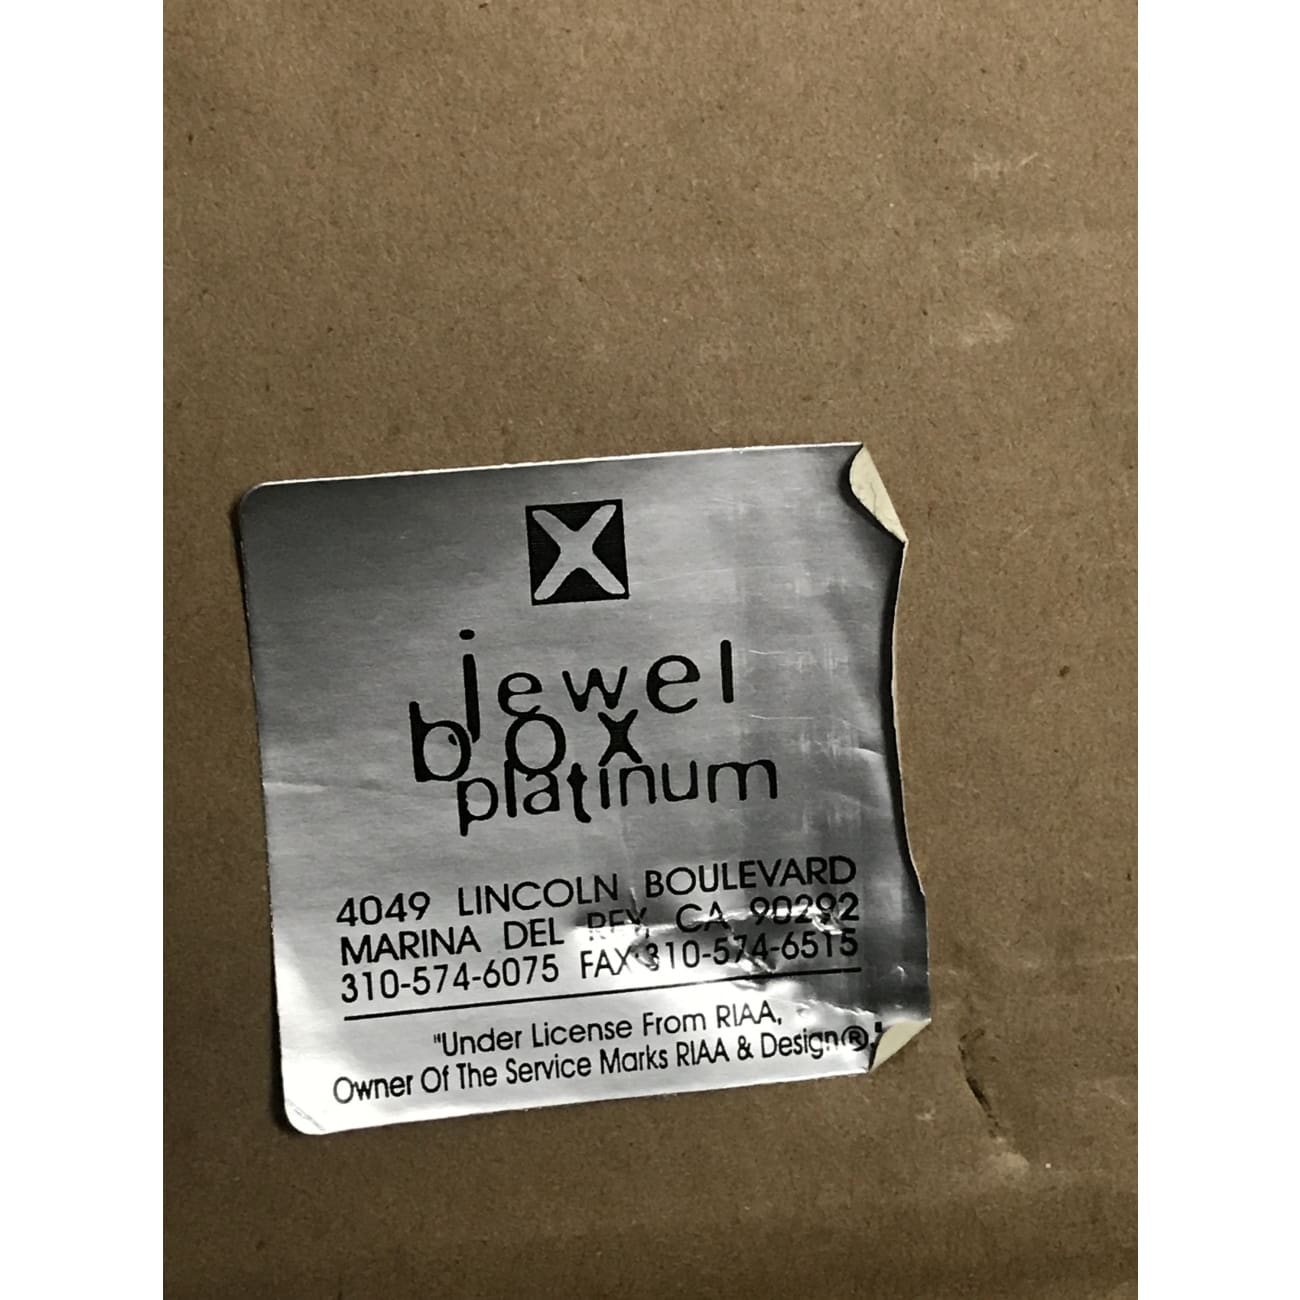 X
jewel
box
platinum
4049 LINCOLN BOULEVARD
MARINA DEL REY, CA 90292
310-574-6075 FAX 310-574-6515
"Under License From RIAA,
Owner Of The Service Marks RIAA & Design®."